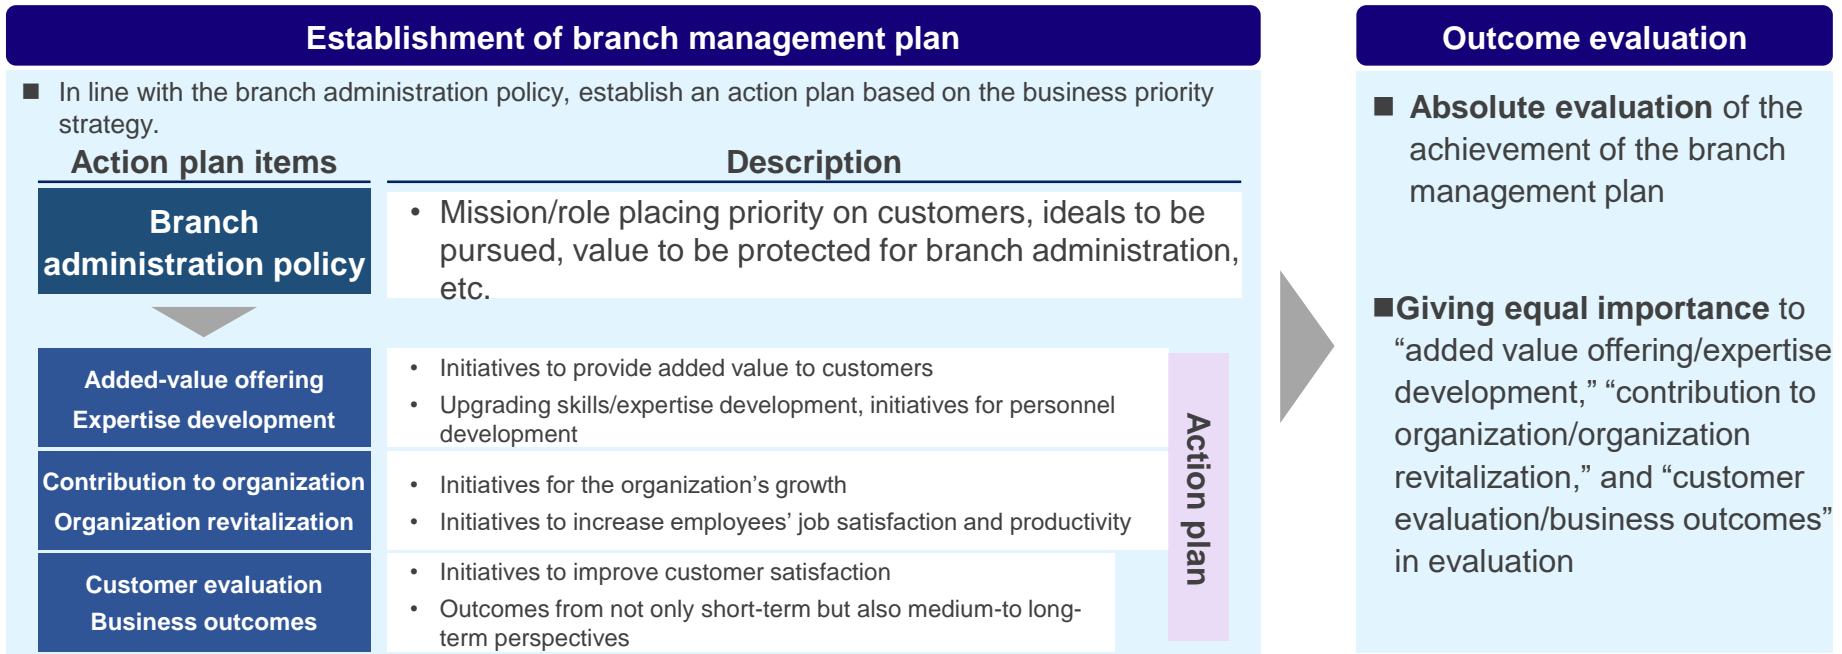 Establishment of branch management plan
■ In line with the branch administration policy, establish an action plan based on the business priority
strategy.
Action plan items
Description
Branch
administration policy
• Mission/role placing priority on customers, ideals to be
pursued, value to be protected for branch administration,
etc.
Added-value offering
Expertise development
• Initiatives to provide added value to customers
• Upgrading skills/expertise development, initiatives for personnel
development
Contribution to organization
Organization revitalization
• Initiatives for the organization’s growth
• Initiatives to increase employees’ job satisfaction and productivity
Customer evaluation
Business outcomes
• Initiatives to improve customer satisfaction
• Outcomes from not only short-term but also medium-to long-
term perspectives
Action plan
Outcome evaluation
■ Absolute evaluation of the
achievement of the branch
management plan
■Giving equal importance to
“added value offering/expertise
development,” “contribution to
organization/organization
revitalization,” and “customer
evaluation/business outcomes”
in evaluation